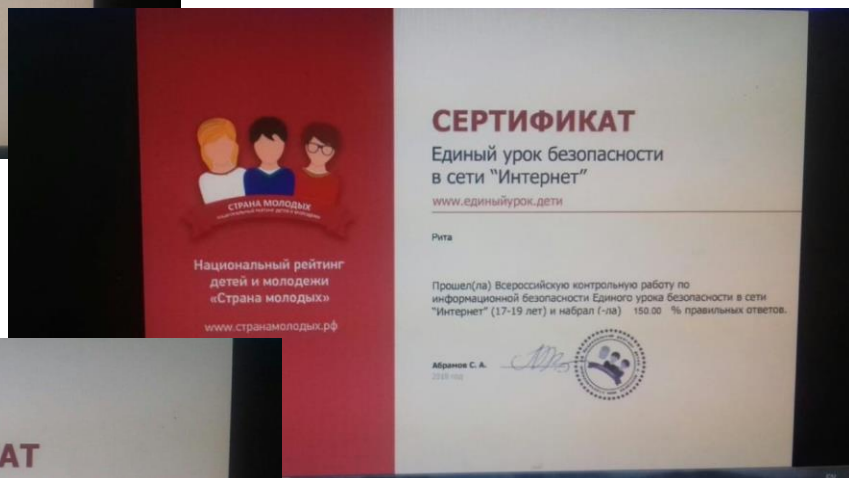 СТРАНА МОЛОДЫХ
Национальный рейтинг
детей и молодежи
«Страна молодых»
www.странамолодых.рф
СЕРТИФИКАТ
Единый урок безопасности
в сети "Интернет"
www.единыйурок.дети
Рита
Прошел(ла) Всероссийскую контрольную работу по
информационной безопасности Единого урока безопасности в сети
"Интернет" (17-19 лет) и набрал (-ла) 150.00 % правильных ответов.
Абрамов С. А.
АТ